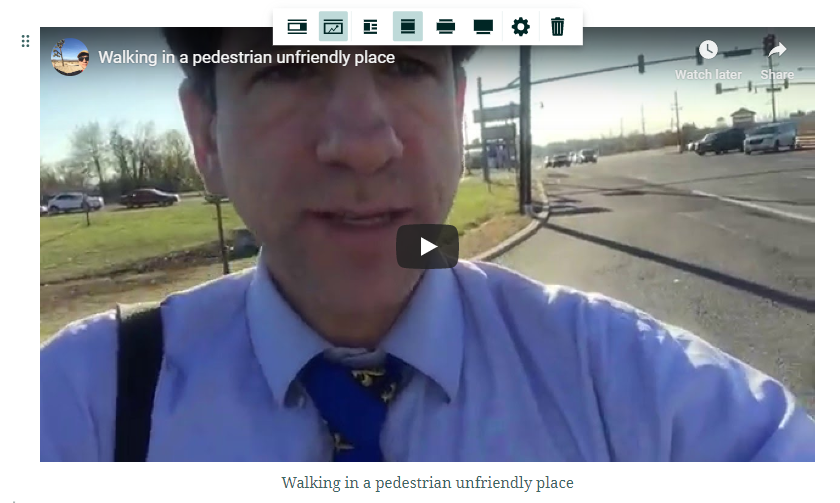 Walking in a pedestrian unfriendly place
Watch later
Share
Walking in a pedestrian unfriendly place